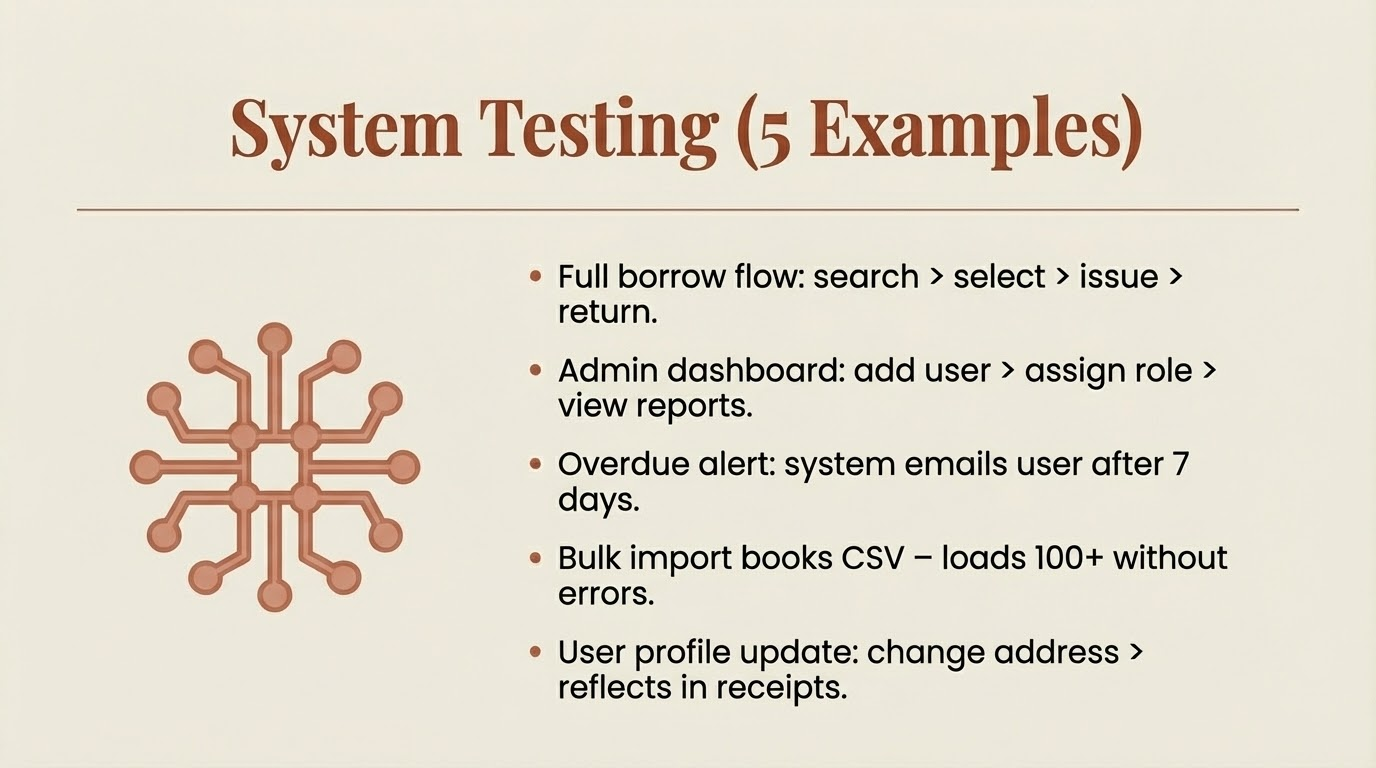 System Testing (5 Examples)
• Full borrow flow: search > select > issue >
return.
• Admin dashboard: add user > assign role >
view reports.
• Overdue alert: system emails user after 7
days.
• Bulk import books CSV – loads 100+ without
errors.
• User profile update: change address >
reflects in receipts.